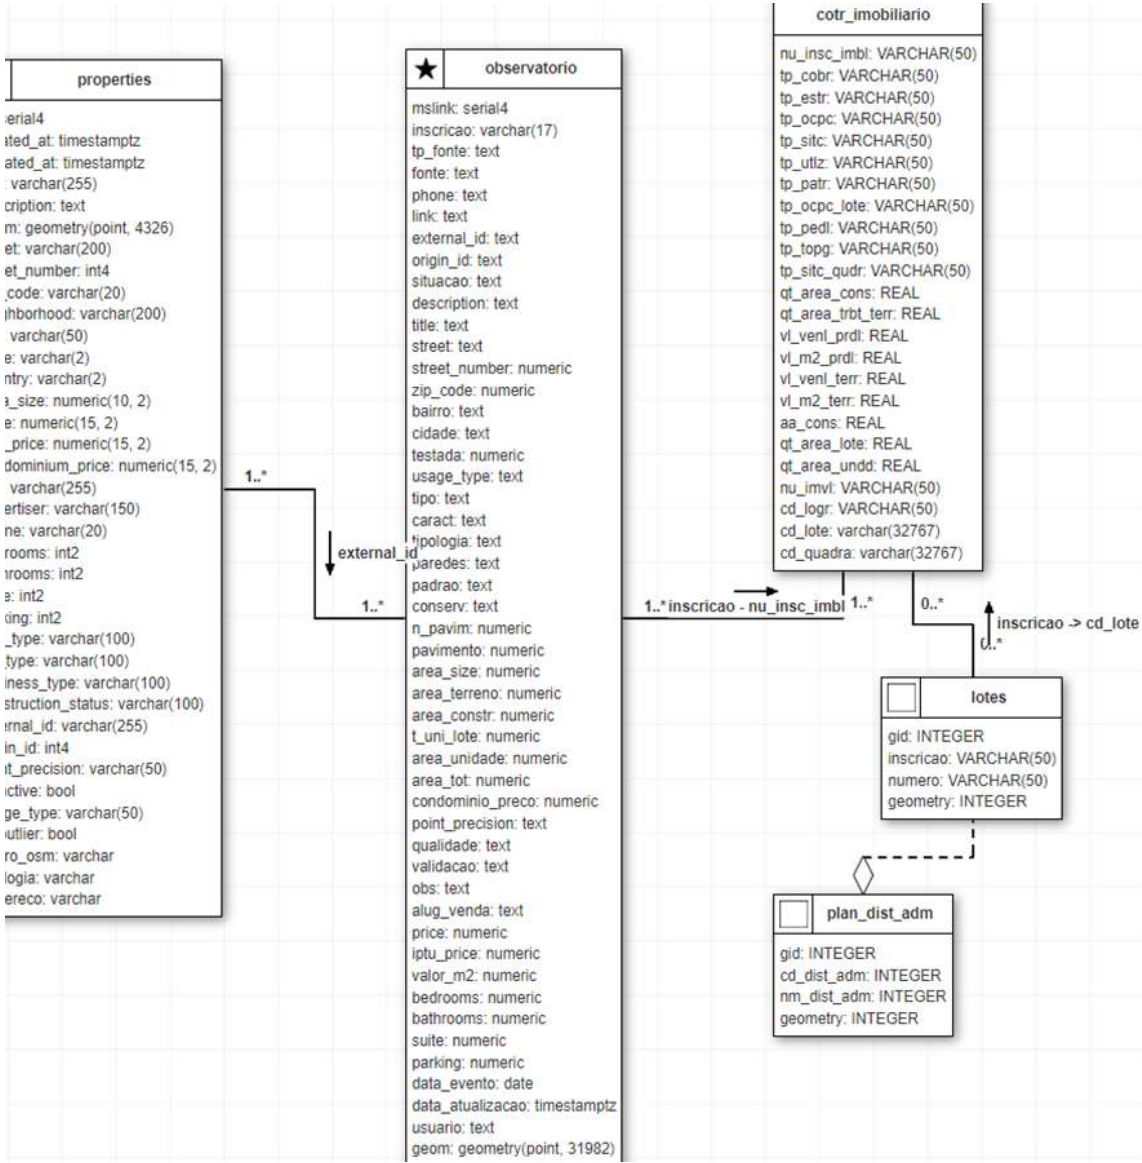 properties
serial4
ated_at: timestamptz
ated_at: timestamptz
: varchar(255)
cription: text
m: geometry(point, 4326)
et: varchar(200)
et_number: int4
_code: varchar(20)
ghborhood: varchar(200)
varchar(50)
e: varchar(2)
ntry: varchar(2)
a_size: numeric(10, 2)
e: numeric(15, 2)
_price: numeric(15, 2)
dominium_price: numeric(15, 2)
varchar(255)
ertiser: varchar(150)
ne: varchar(20)
rooms: int2
hrooms: int2
e: int2
king: int2
_type: varchar(100)
type: varchar(100)
iness_type: varchar(100)
struction_status: varchar(100)
ernal_id: varchar(255)
in_id: int4
nt_precision: varchar(50)
active: bool
ge_type: varchar(50)
outlier: bool
ro_osm: varchar
logia: varchar
ereco: varchar
1..*
external_id
1..*
observatorio
mslink: serial4
inscricao: varchar(17)
tp_fonte: text
fonte: text
phone: text
link: text
external_id: text
origin_id: text
situacao: text
description: text
title: text
street: text
street_number: numeric
zip_code: numeric
bairro: text
cidade: text
testada: numeric
usage_type: text
tipo: text
caract: text
tipologia: text
paredes: text
padrao: text
conserv: text
n_pavim: numeric
pavimento: numeric
area_size: numeric
area_terreno: numeric
area_constr: numeric
t_uni_lote: numeric
area_unidade: numeric
area_tot: numeric
condominio_preco: numeric
point_precision: text
qualidade: text
validacao: text
obs: text
alug_venda: text
price: numeric
iptu_price: numeric
valor_m2: numeric
bedrooms: numeric
bathrooms: numeric
suite: numeric
parking: numeric
data_evento: date
data_atualizacao: timestamptz
usuario: text
geom: geometry(point, 31982)
1..* inscricao - nu_insc_imbl 1..*
cotr_imobiliario
nu_insc_imbl: VARCHAR(50)
tp_cobr: VARCHAR(50)
tp_estr: VARCHAR(50)
tp_ocpc: VARCHAR(50)
tp_sitc: VARCHAR(50)
tp_utlz: VARCHAR(50)
tp_patr: VARCHAR(50)
tp_ocpc_lote: VARCHAR(50)
tp_pedl: VARCHAR(50)
tp_topg: VARCHAR(50)
tp_sitc_qudr: VARCHAR(50)
qt_area_cons: REAL
qt_area_trbt_terr: REAL
vl_venl_prdl: REAL
vl_m2_prdl: REAL
vl_venl_terr: REAL
vl_m2_terr: REAL
aa_cons: REAL
qt_area_lote: REAL
qt_area_undd: REAL
nu_imvl: VARCHAR(50)
cd_logr: VARCHAR(50)
cd_lote: varchar(32767)
cd_quadra: varchar(32767)
0..*
inscricao -> cd_lote
0..*
lotes
gid: INTEGER
inscricao: VARCHAR(50)
numero: VARCHAR(50)
geometry: INTEGER
plan_dist_adm
gid: INTEGER
cd_dist_adm: INTEGER
nm_dist_adm: INTEGER
geometry: INTEGER